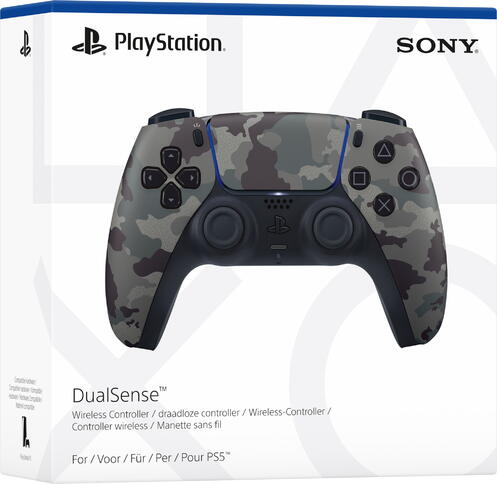 PlayStation®
SONY®
DualSense™
Wireless Controller / draadloze controller / Wireless-Controller /
Controller wireless / Manette sans fil
For / Voor / Für / Per / Pour PS5™